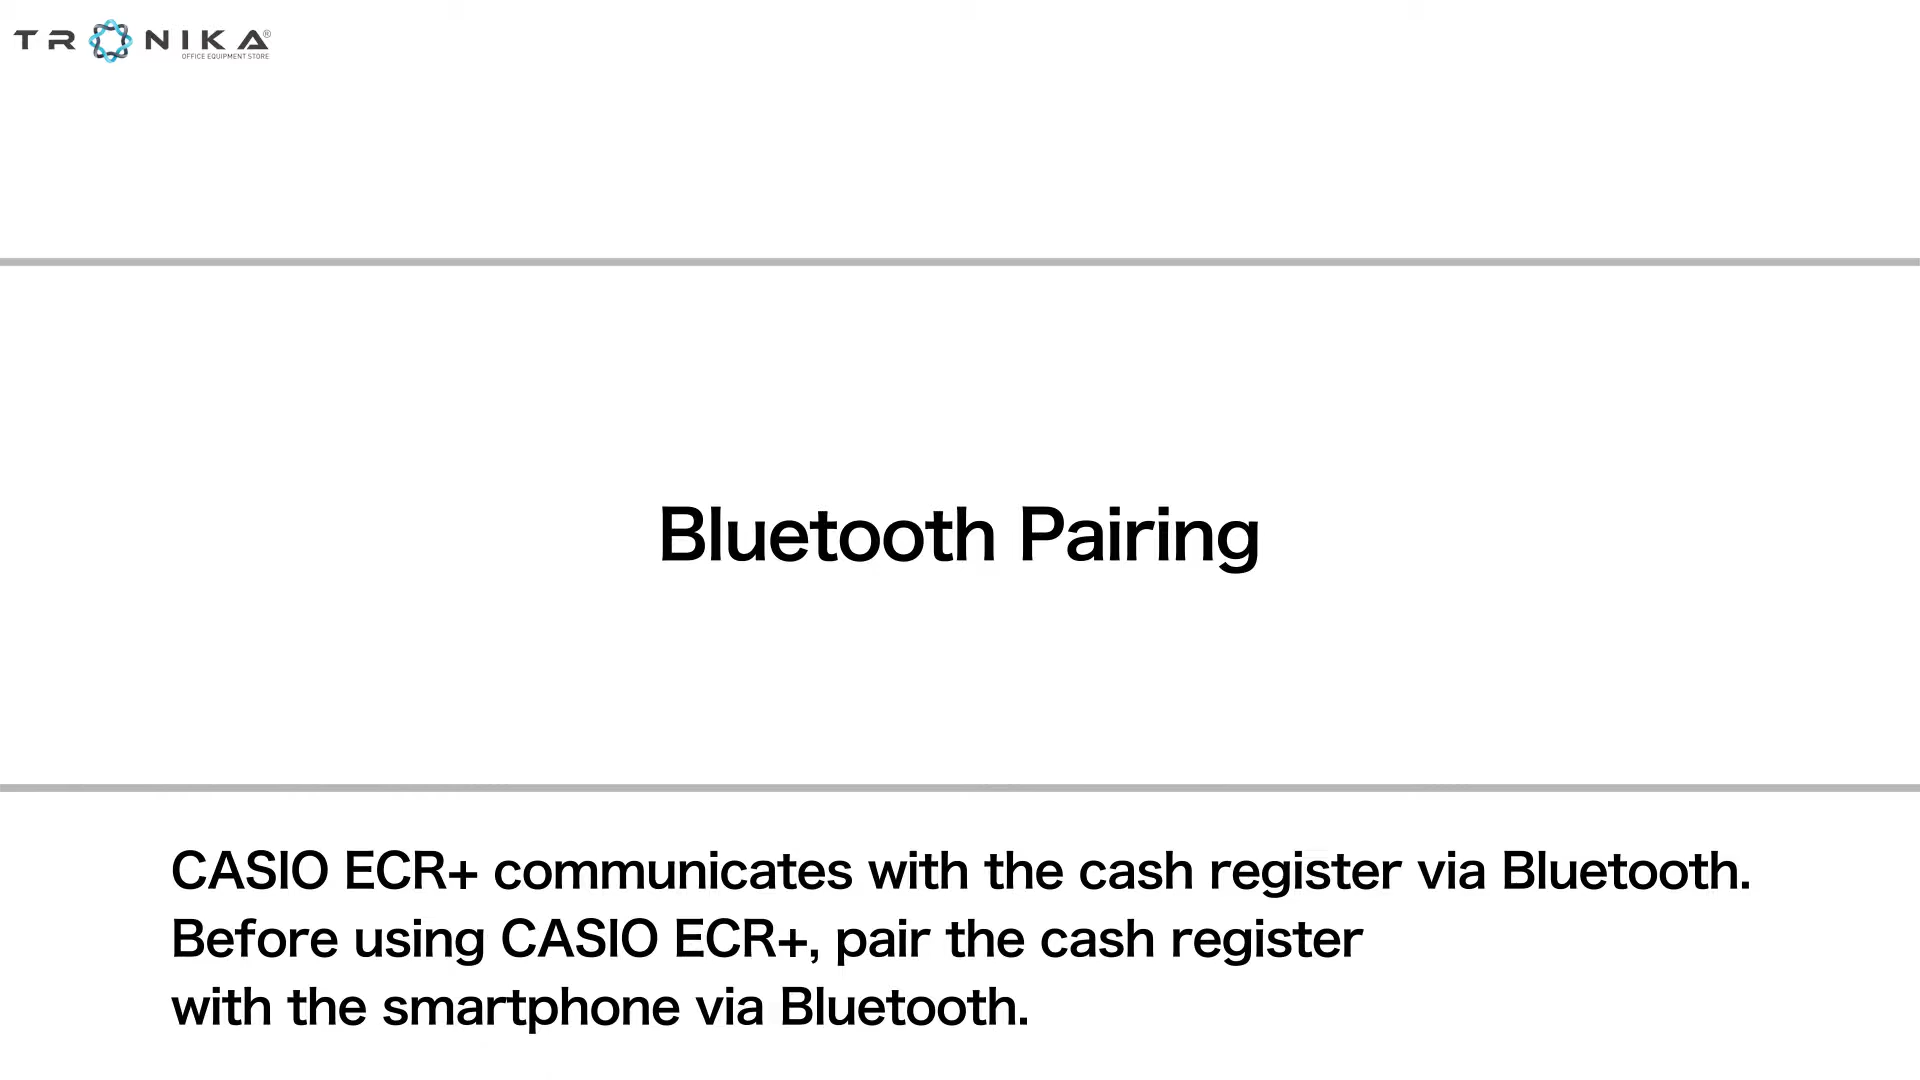 TRONIKA®
OFFICE EQUIPMENT STORE
Bluetooth Pairing
CASIO ECR+ communicates with the cash register via Bluetooth.
Before using CASIO ECR+, pair the cash register
with the smartphone via Bluetooth.